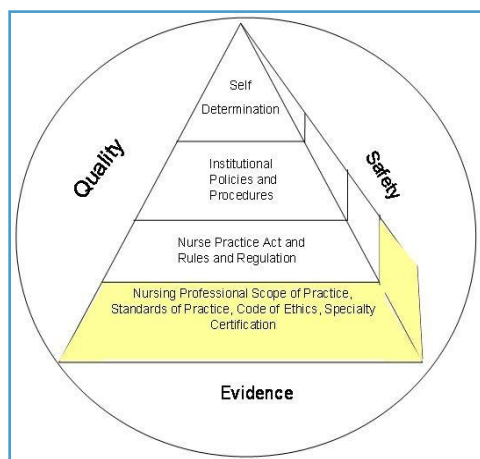 Self
Determination
Quality
Safety
Institutional
Policies and
Procedures
Nurse Practice Act and
Rules and Regulation
Nursing Professional Scope of Practice,
Standards of Practice, Code of Ethics, Specialty
Certification
Evidence